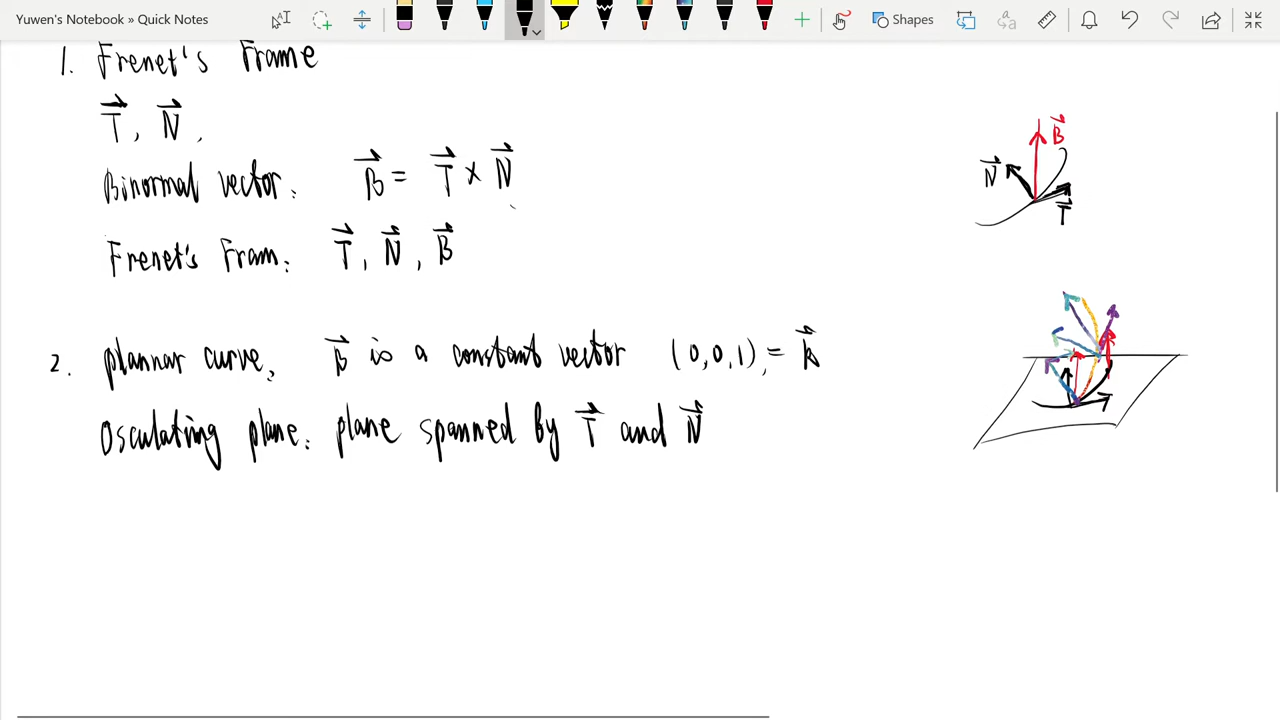 Yuwen's Notebook » Quick Notes
Shapes
1. Frenet's Frame
T⃗, N⃗,
Binormal vector: B⃗ = T⃗ × N⃗
Frenet's Fram: T⃗, N⃗, B⃗
2. plannar curve, B⃗ is a constant vector (0,0,1) = k⃗
Osculating plane: plane spanned by T⃗ and N⃗
B⃗
N⃗
T⃗